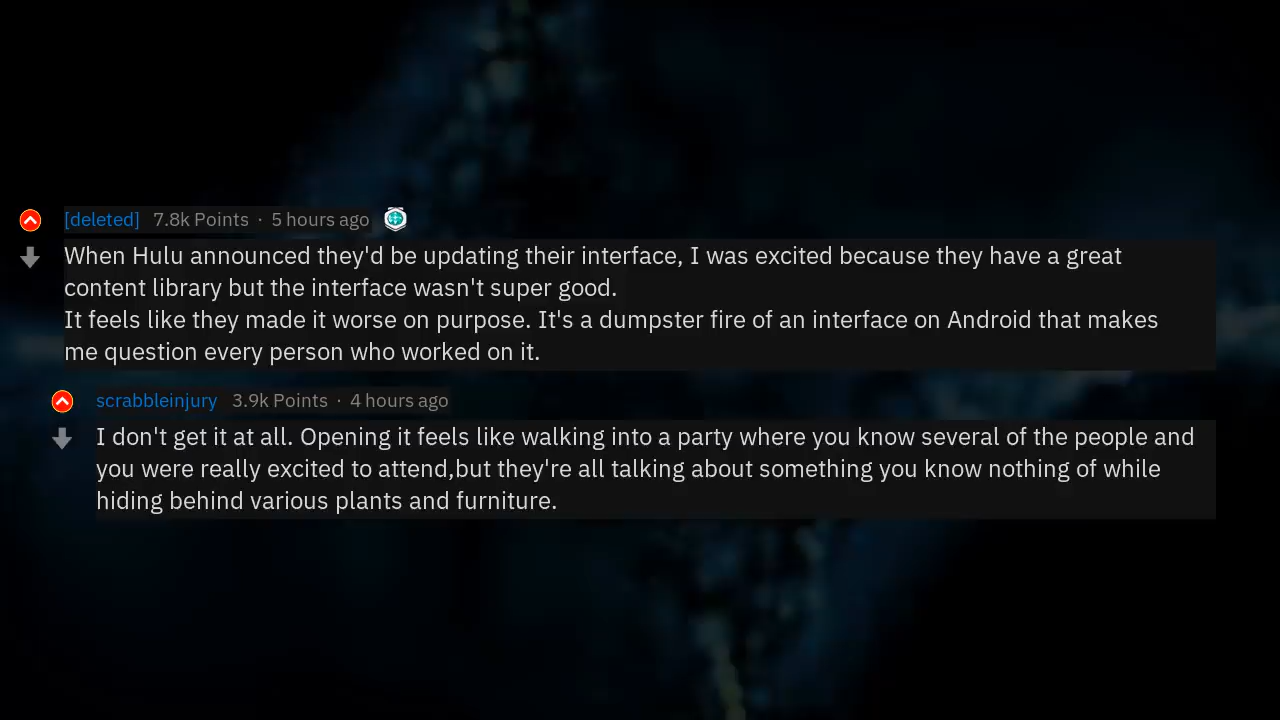 [deleted] 7.8k Points · 5 hours ago
When Hulu announced they'd be updating their interface, I was excited because they have a great
content library but the interface wasn't super good.
It feels like they made it worse on purpose. It's a dumpster fire of an interface on Android that makes
me question every person who worked on it.
scrabbleinjury 3.9k Points · 4 hours ago
I don't get it at all. Opening it feels like walking into a party where you know several of the people and
you were really excited to attend,but they're all talking about something you know nothing of while
hiding behind various plants and furniture.